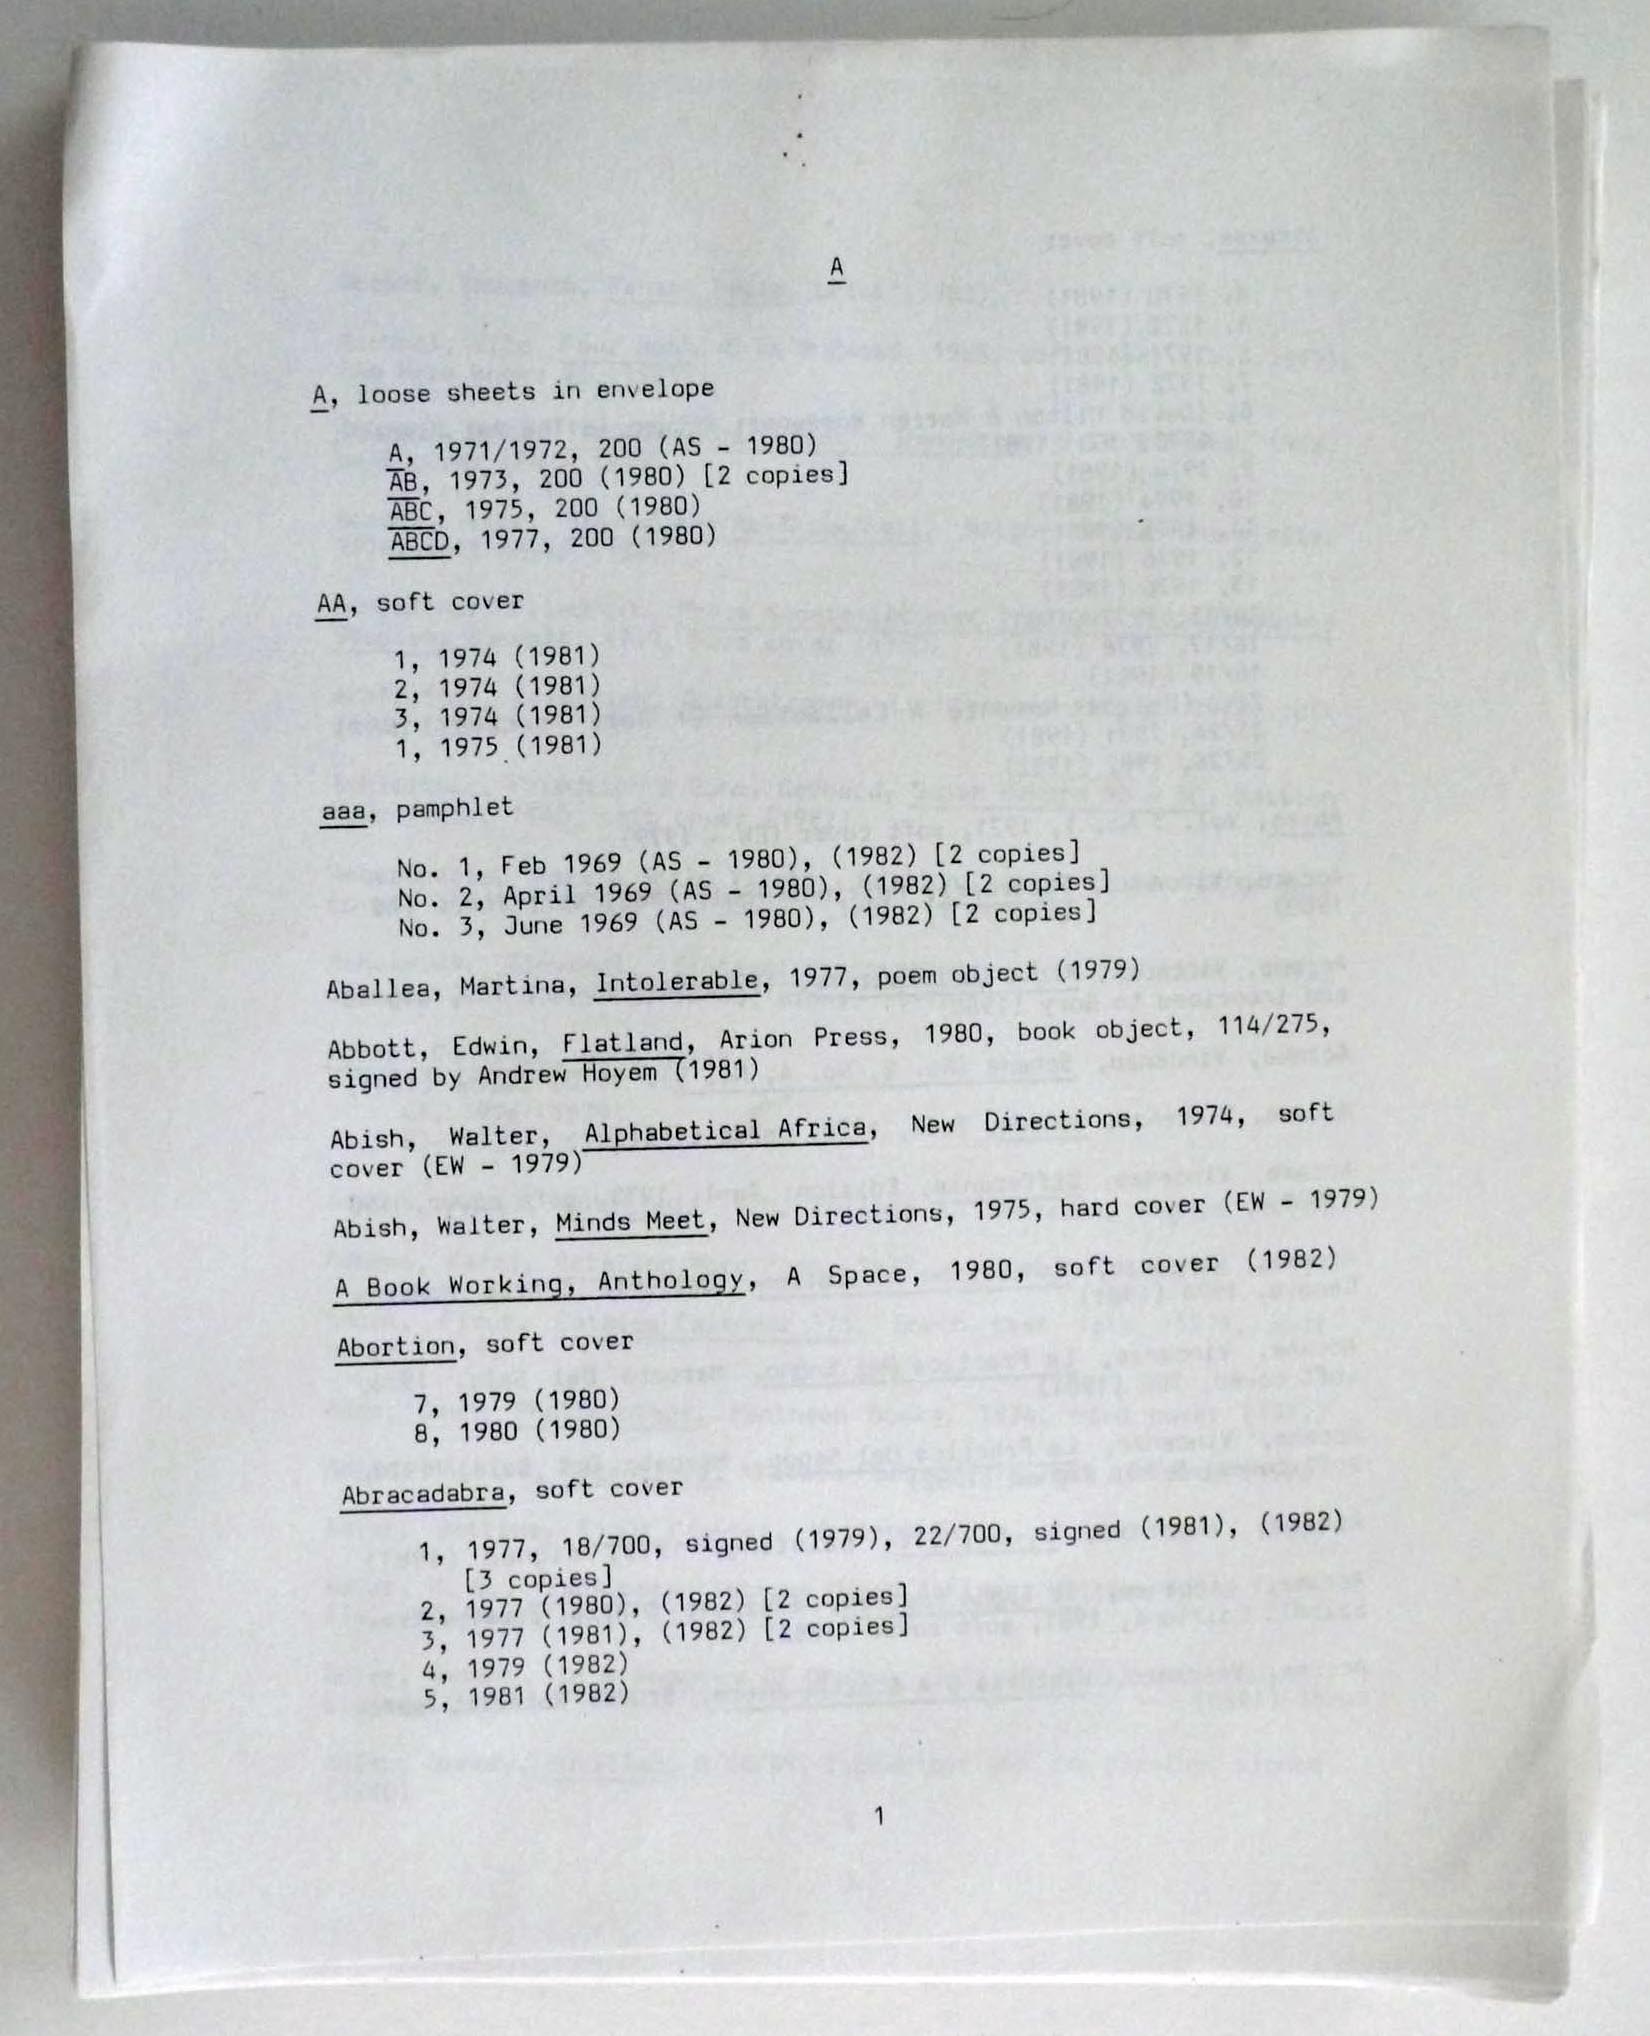 A
A, loose sheets in envelope
A, 1971/1972, 200 (AS - 1980)
AB, 1973, 200 (1980) [2 copies]
ABC, 1975, 200 (1980)
ABCD, 1977, 200 (1980)
AA, soft cover
1, 1974 (1981)
2, 1974 (1981)
3, 1974 (1981)
1, 1975 (1981)
aaa, pamphlet
No. 1, Feb 1969 (AS - 1980), (1982) [2 copies]
No. 2, April 1969 (AS - 1980), (1982) [2 copies]
No. 3, June 1969 (AS - 1980), (1982) [2 copies]
Aballea, Martina, Intolerable, 1977, poem object (1979)
Abbott, Edwin, Flatland, Arion Press, 1980, book object, 114/275,
signed by Andrew Hoyem (1981)
Abish, Walter, Alphabetical Africa, New Directions, 1974, soft
cover (EW - 1979)
Abish, Walter, Minds Meet, New Directions, 1975, hard cover (EW - 1979)
A Book Working, Anthology, A Space, 1980, soft cover (1982)
Abortion, soft cover
7, 1979 (1980)
8, 1980 (1980)
Abracadabra, soft cover
1, 1977, 18/700, signed (1979), 22/700, signed (1981), (1982)
[3 copies]
2, 1977 (1980), (1982) [2 copies]
3, 1977 (1981), (1982) [2 copies]
4, 1979 (1982)
5, 1981 (1982)
1